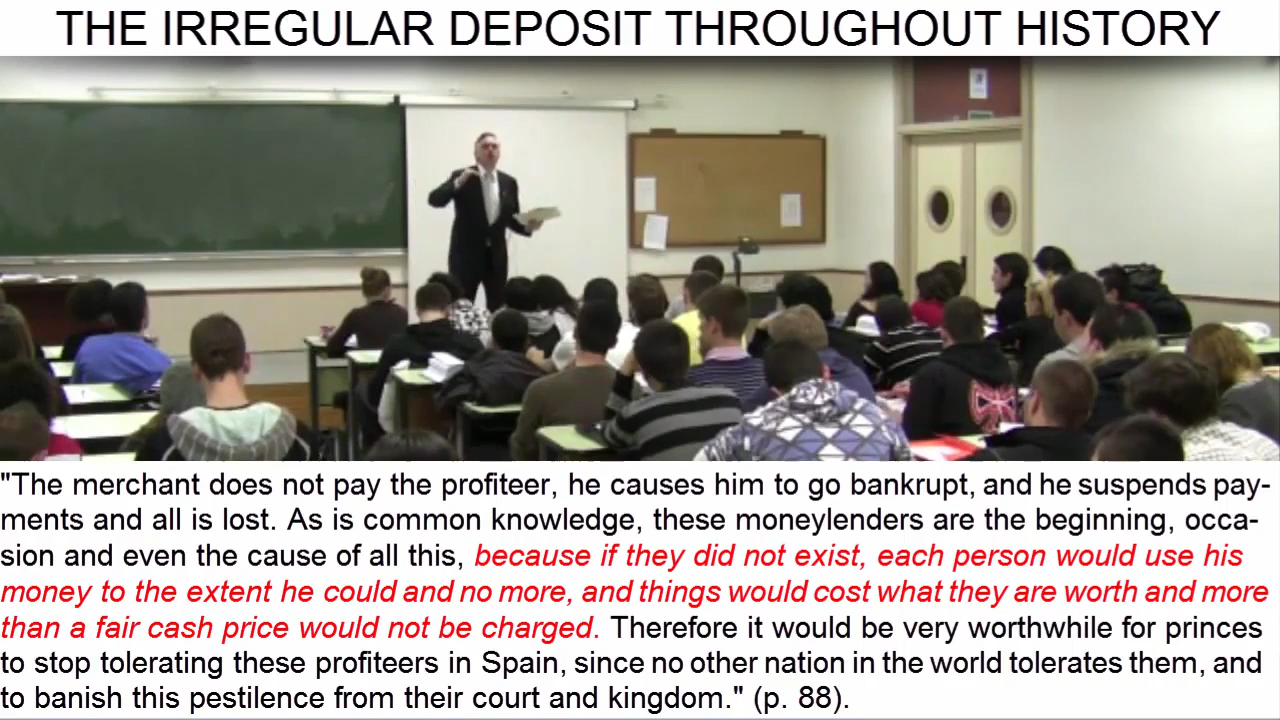 THE IRREGULAR DEPOSIT THROUGHOUT HISTORY
"The merchant does not pay the profiteer, he causes him to go bankrupt, and he suspends pay-
ments and all is lost. As is common knowledge, these moneylenders are the beginning, occa-
sion and even the cause of all this, because if they did not exist, each person would use his
money to the extent he could and no more, and things would cost what they are worth and more
than a fair cash price would not be charged. Therefore it would be very worthwhile for princes
to stop tolerating these profiteers in Spain, since no other nation in the world tolerates them, and
to banish this pestilence from their court and kingdom." (p. 88).